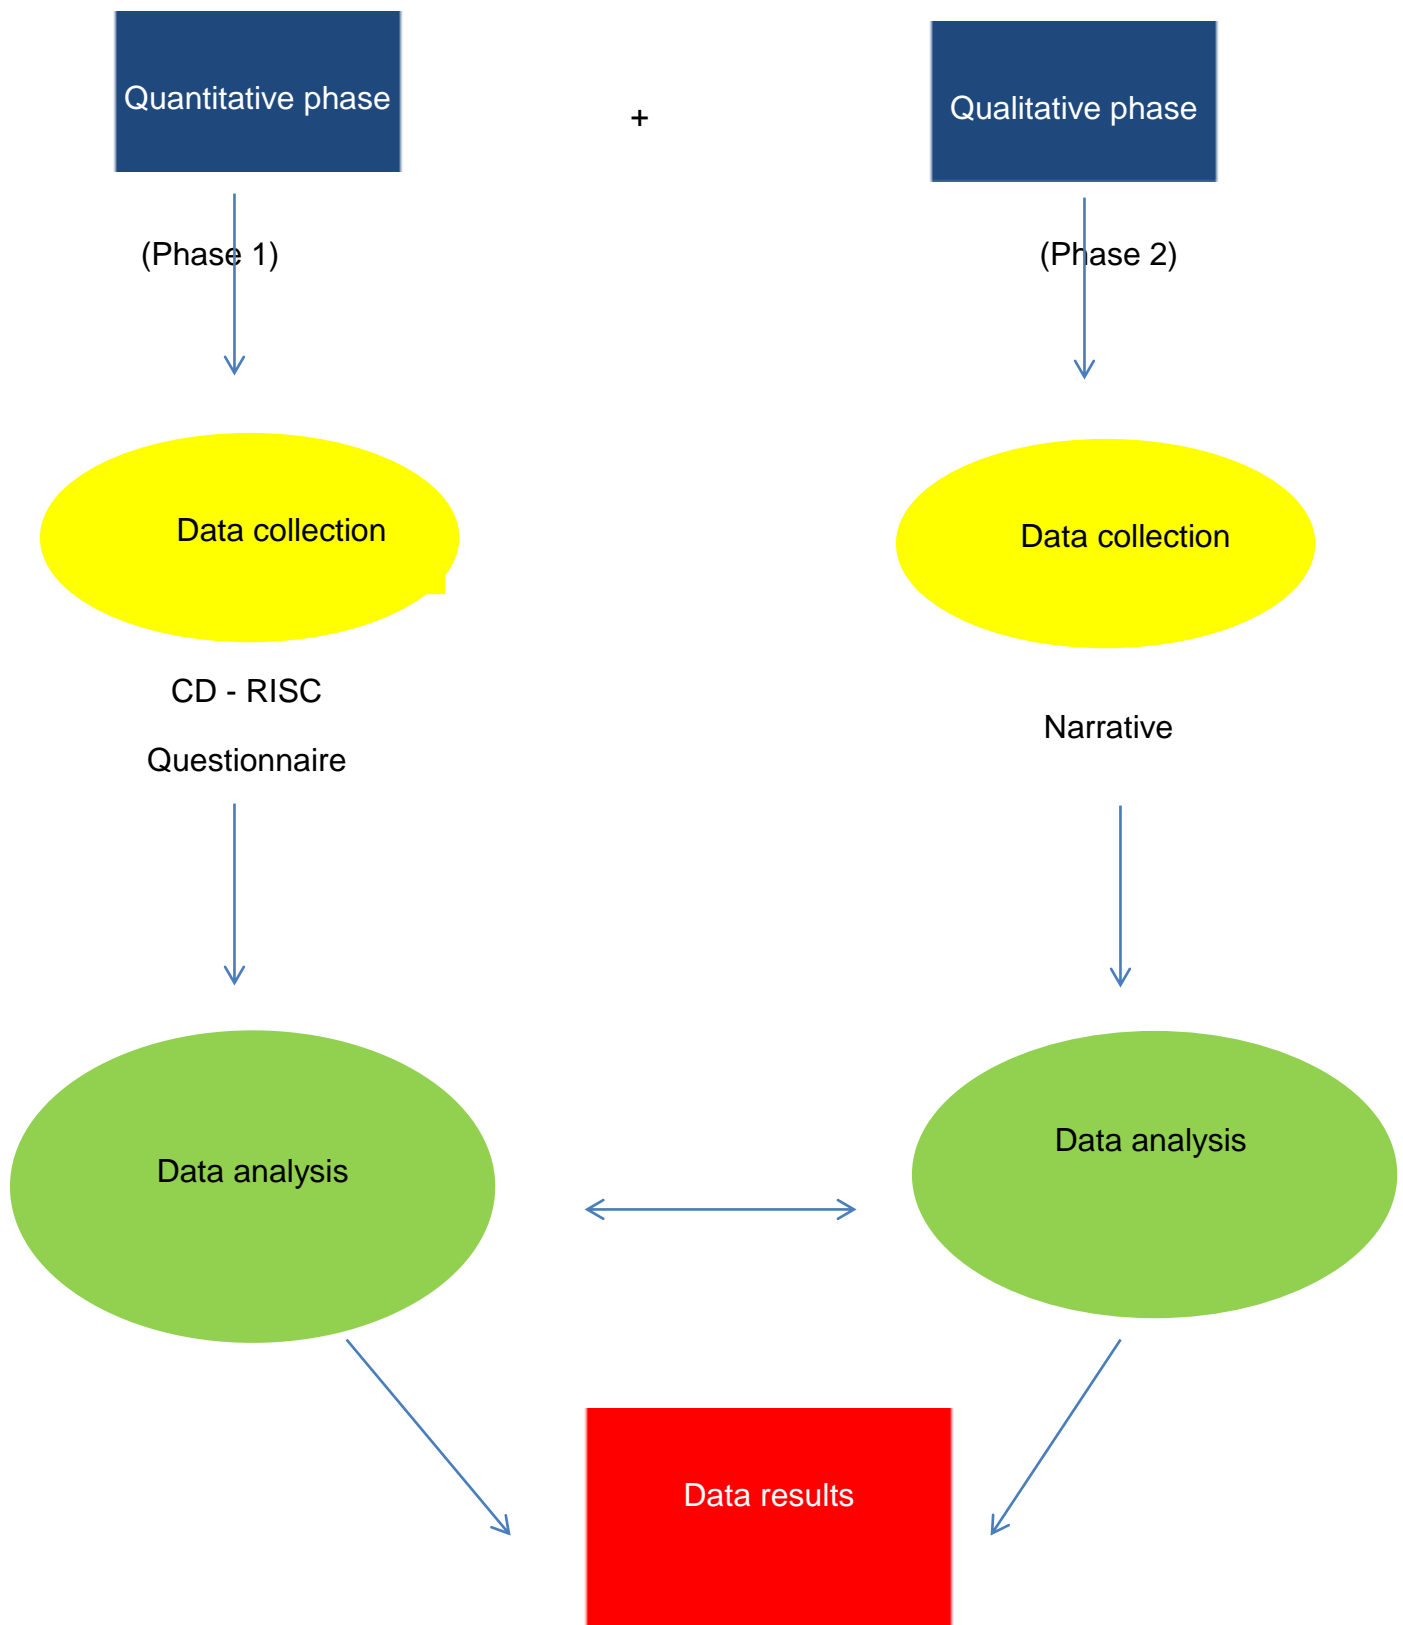 Quantitative phase
+
Qualitative phase
(Phase 1)
(Phase 2)
Data collection
Data collection
CD - RISC
Questionnaire
Narrative
Data analysis
Data analysis
Data results